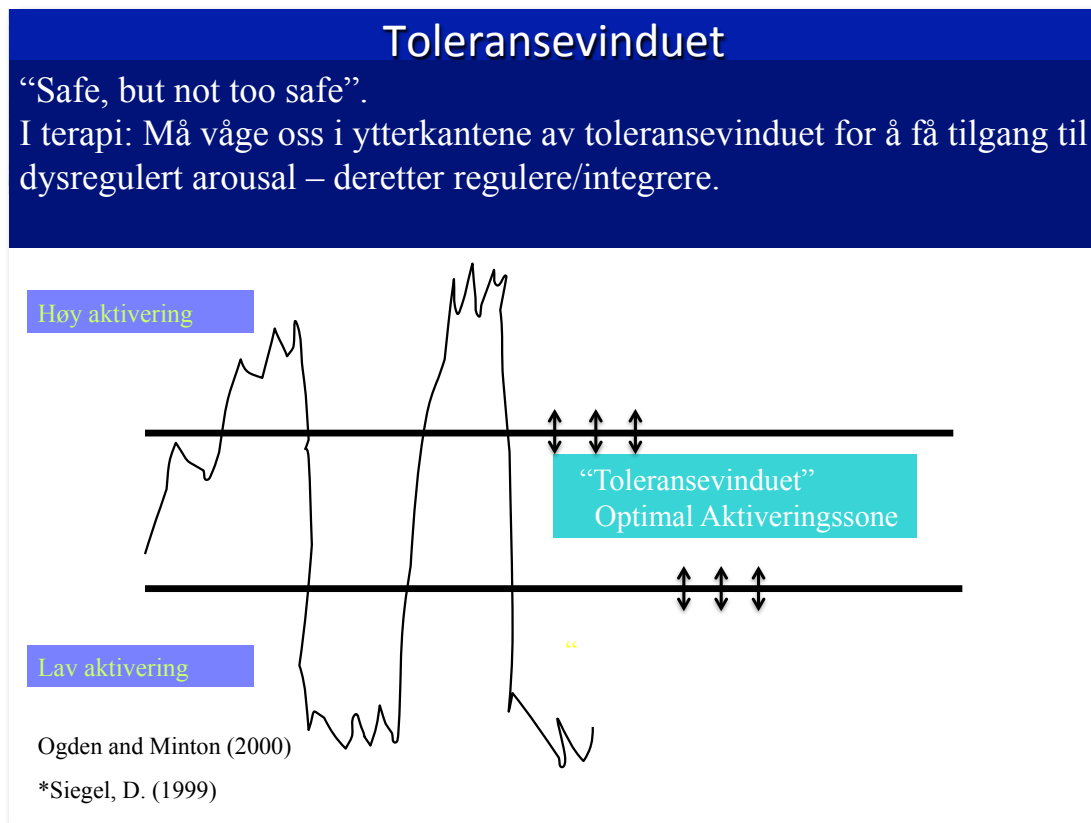 Toleransevinduet
“Safe, but not too safe”.
I terapi: Må våge oss i ytterkantene av toleransevinduet for å få tilgang til
dysregulert arousal – deretter regulere/integrere.
Høy aktivering
“Toleransevinduet”
Optimal Aktiveringssone
“
Lav aktivering
Ogden and Minton (2000)
*Siegel, D. (1999)